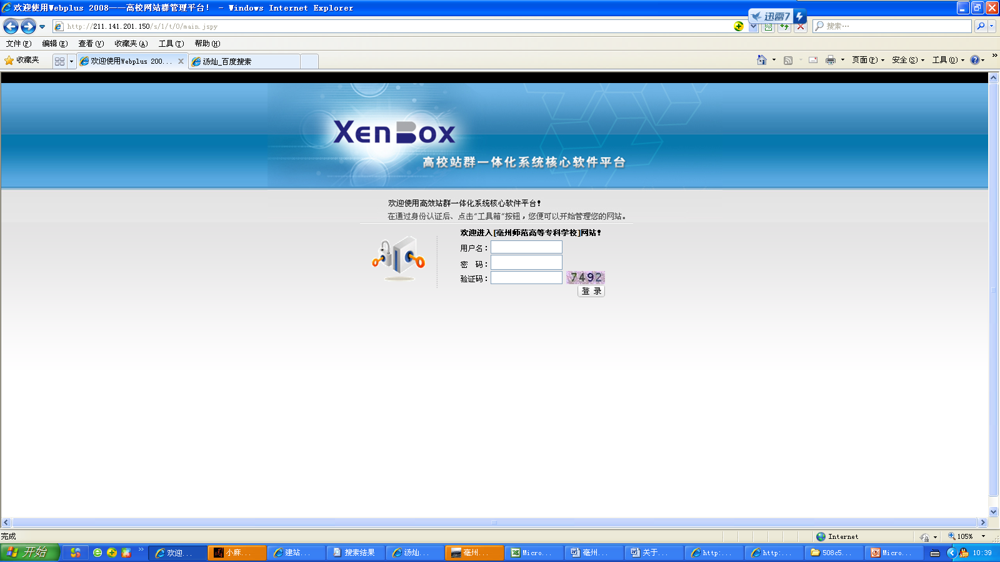 欢迎使用Webplus 2008——高校网站群管理平台! - Windows Internet Explorer
迅雷7
http://211.141.201.150/s/1/t/0/main.jspy
搜索...
文件(F) 编辑(E) 查看(V) 收藏夹(A) 工具(T) 帮助(H)
收藏夹 欢迎使用Webplus 200... 汤灿_百度搜索 页面(P) 安全(S) 工具(O)
XenBox
高校站群一体化系统核心软件平台
欢迎使用高效站群一体化系统核心软件平台!
在通过身份认证后、点击“工具箱”按钮,您便可以开始管理您的网站。
欢迎进入[亳州师范高等专科学校]网站!
用户名:
密 码:
验证码: 7492
登 录
完成 Internet 105%
开始 欢迎... 小麻... 建站... 搜索结果 汤灿... 亳州... Micro... 亳州... 关于... http:... http:... 508c5... Micro... 10:39